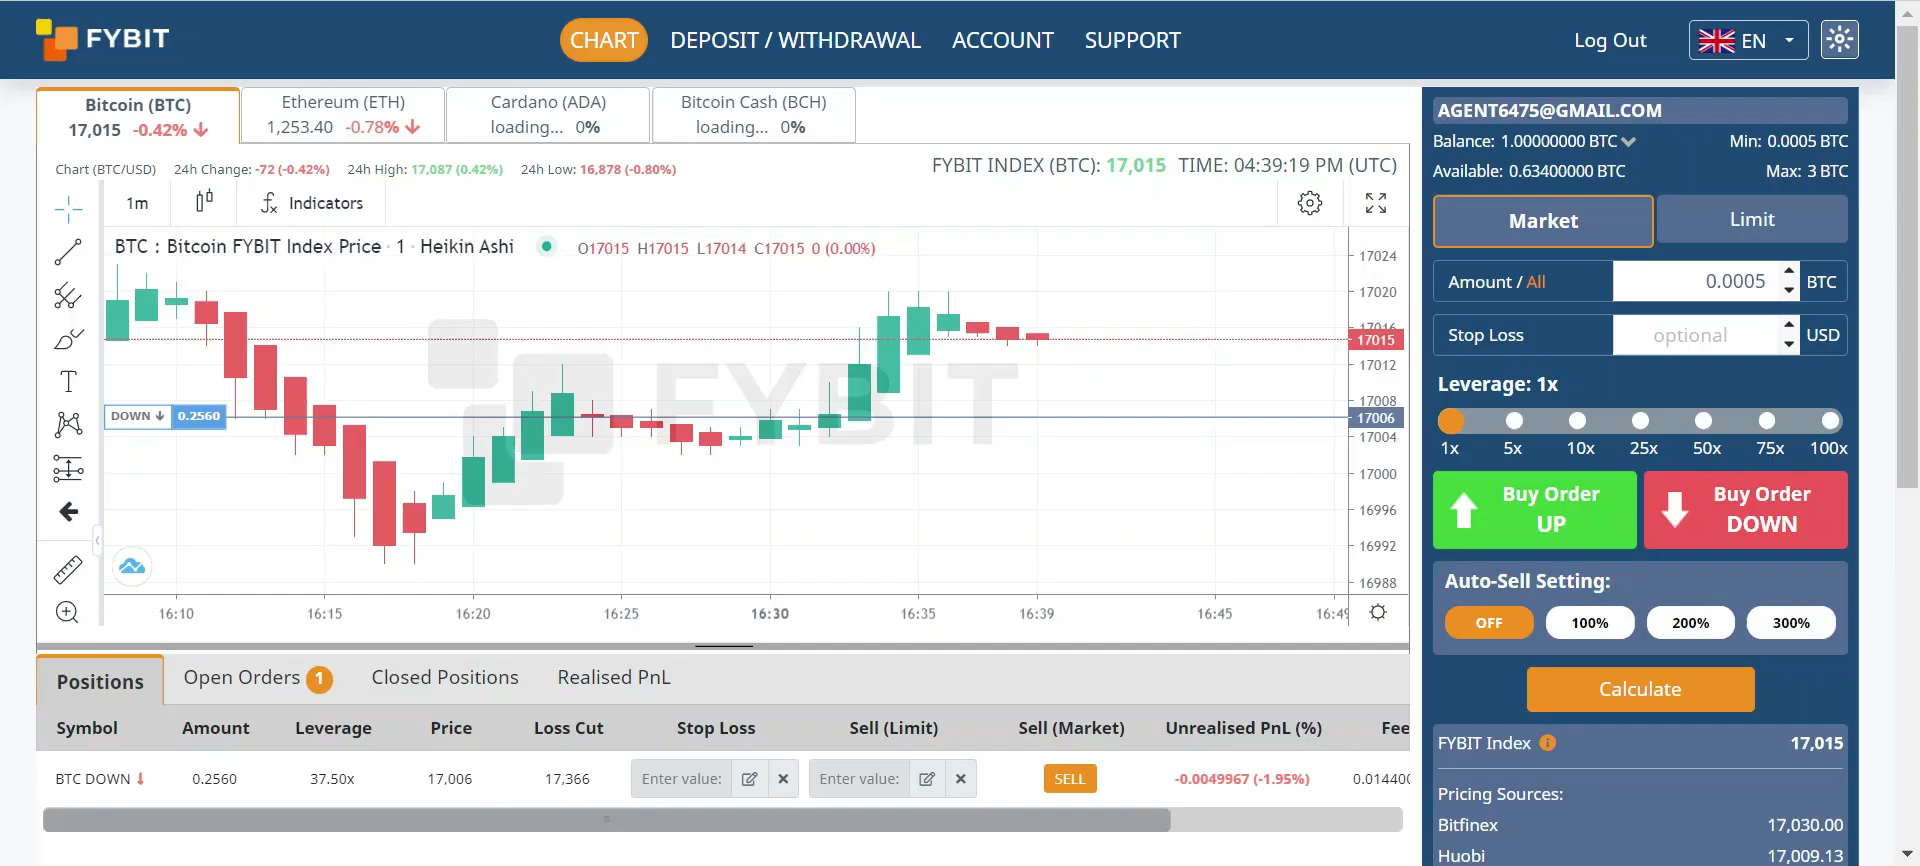 FYBIT
CHART
DEPOSIT / WITHDRAWAL
ACCOUNT
SUPPORT
Log Out
EN
Bitcoin (BTC)
17,015 -0.42%
Ethereum (ETH)
1,253.40 -0.78%
Cardano (ADA)
loading... 0%
Bitcoin Cash (BCH)
loading... 0%
Chart (BTC/USD) 24h Change: -72 (-0.42%) 24h High: 17,087 (0.42%) 24h Low: 16,878 (-0.80%)
FYBIT INDEX (BTC): 17,015 TIME: 04:39:19 PM (UTC)
1m
fx Indicators
BTC : Bitcoin FYBIT Index Price · 1 · Heikin Ashi
O17015 H17015 L17014 C17015 0 (0.00%)
FYBIT
DOWN 0.2560
17024
17020
17016
17015
17012
17008
17006
17004
17000
16996
16992
16988
16:10 16:15 16:20 16:25 16:30 16:35 16:39 16:45 16:49
Positions
Open Orders 1
Closed Positions
Realised PnL
Symbol Amount Leverage Price Loss Cut Stop Loss Sell (Limit) Sell (Market) Unrealised PnL (%) Fee
BTC DOWN 0.2560 37.50x 17,006 17,366 Enter value: Enter value: SELL -0.0049967 (-1.95%) 0.014400
AGENT6475@GMAIL.COM
Balance: 1.00000000 BTC Min: 0.0005 BTC
Available: 0.63400000 BTC Max: 3 BTC
Market
Limit
Amount / All 0.0005 BTC
Stop Loss optional USD
Leverage: 1x
1x 5x 10x 25x 50x 75x 100x
Buy Order
UP
Buy Order
DOWN
Auto-Sell Setting:
OFF 100% 200% 300%
Calculate
FYBIT Index 17,015
Pricing Sources:
Bitfinex 17,030.00
Huobi 17,009.13